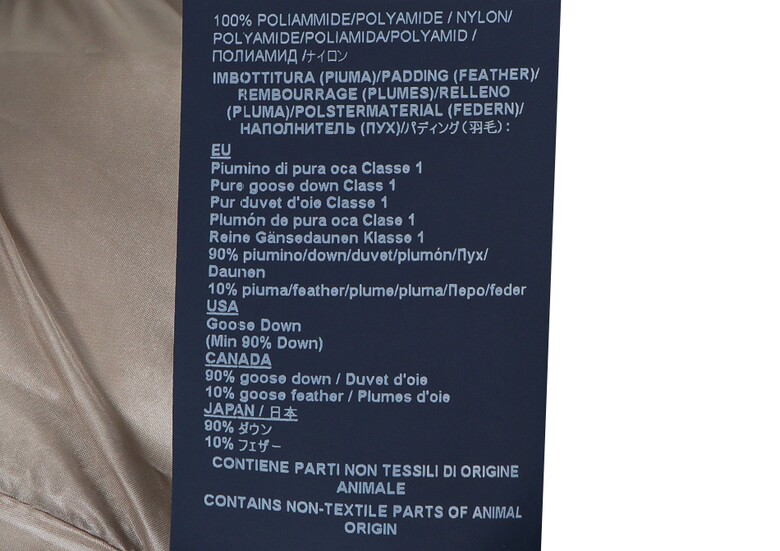 100% POLIAMMIDE/POLYAMIDE / NYLON/
POLYAMIDE/POLIAMIDA/POLYAMID /
ПОЛИАМИД /ナイロン
IMBOTTITURA (PIUMA)/PADDING (FEATHER)/
REMBOURRAGE (PLUMES)/RELLENO
(PLUMA)/POLSTERMATERIAL (FEDERN)/
НАПОЛНИТЕЛЬ (ПУХ)/パディング(羽毛):
EU
Piumino di pura oca Classe 1
Pure goose down Class 1
Pur duvet d'oie Classe 1
Plumón de pura oca Clase 1
Reine Gänsedaunen Klasse 1
90% piumino/down/duvet/plumón/Пух/
Daunen
10% piuma/feather/plume/pluma/Перо/feder
USA
Goose Down
(Min 90% Down)
CANADA
90% goose down / Duvet d'oie
10% goose feather / Plumes d'oie
JAPAN / 日本
90% ダウン
10% フェザー
CONTIENE PARTI NON TESSILI DI ORIGINE
ANIMALE
CONTAINS NON-TEXTILE PARTS OF ANIMAL
ORIGIN